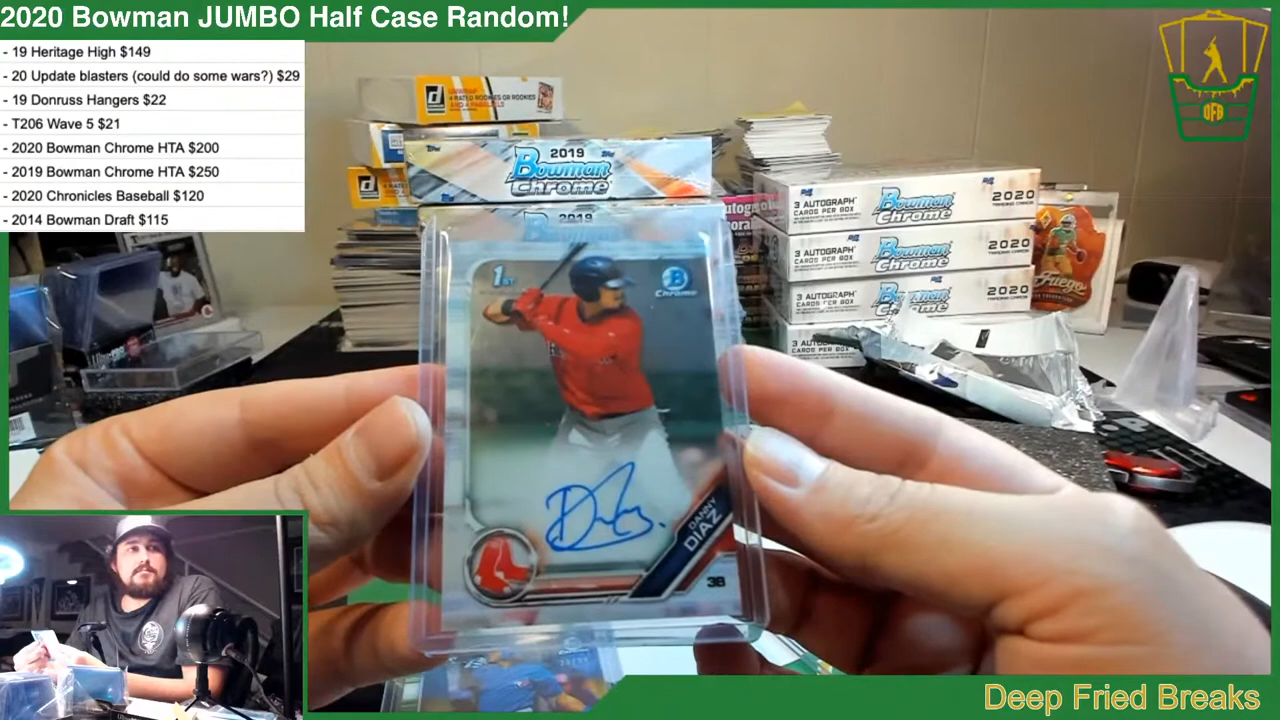 2020 Bowman JUMBO Half Case Random!
- 19 Heritage High $149
- 20 Update blasters (could do some wars?) $29
- 19 Donruss Hangers $22
- T206 Wave 5 $21
- 2020 Bowman Chrome HTA $200
- 2019 Bowman Chrome HTA $250
- 2020 Chronicles Baseball $120
- 2014 Bowman Draft $115
DFB
2019
Bowman
Chrome
2019
3 AUTOGRAPH
CARDS PER BOX
Bowman
Chrome
2020
3 AUTOGRAPH
CARDS PER BOX
Bowman
Chrome
2020
3 AUTOGRAPH
CARDS PER BOX
2020
3 AUTOGRAPH
Fuego
1ST
B
Chrome
DANNY
DIAZ
3B
Deep Fried Breaks